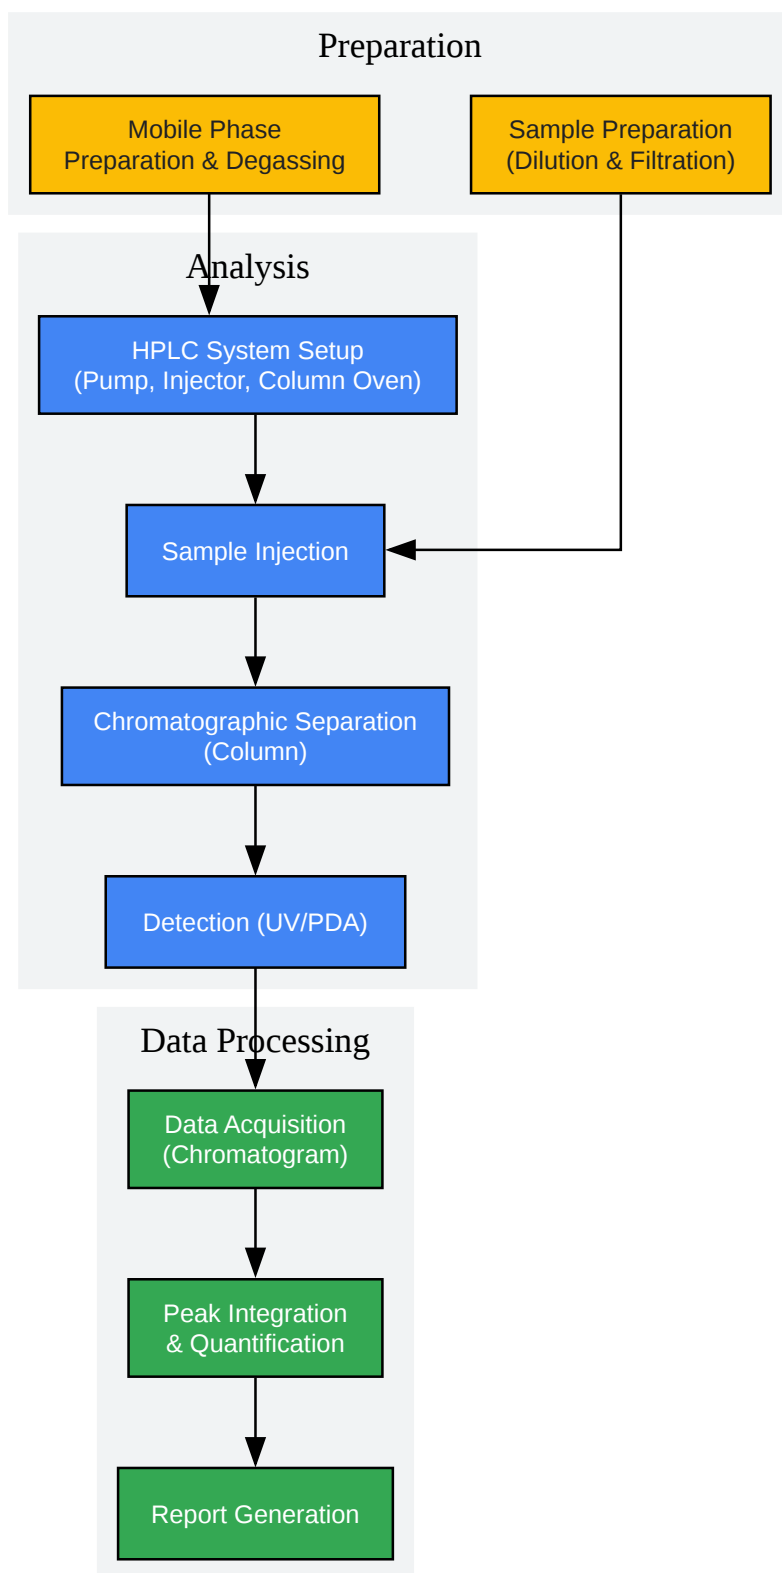 Preparation
Mobile Phase
Preparation & Degassing
Sample Preparation
(Dilution & Filtration)
Analysis
HPLC System Setup
(Pump, Injector, Column Oven)
Sample Injection
Chromatographic Separation
(Column)
Detection (UV/PDA)
Data Processing
Data Acquisition
(Chromatogram)
Peak Integration
& Quantification
Report Generation